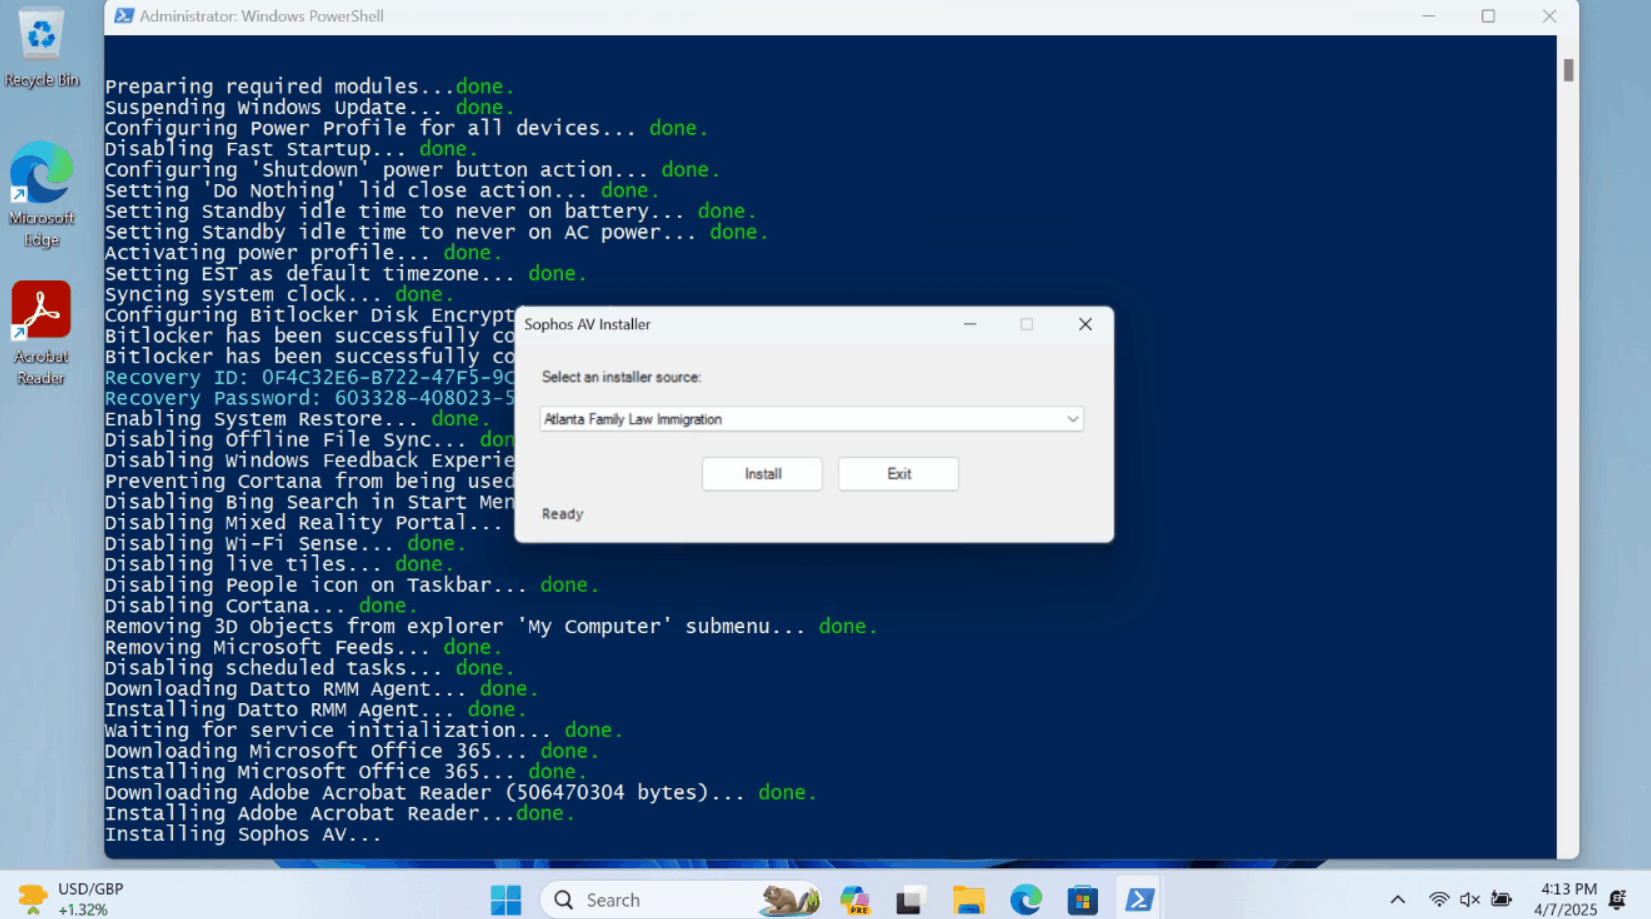 Recycle Bin
Microsoft
Edge
Acrobat
Reader
Administrator: Windows PowerShell
Preparing required modules...done.
Suspending Windows Update... done.
Configuring Power Profile for all devices... done.
Disabling Fast Startup... done.
Configuring 'Shutdown' power button action... done.
Setting 'Do Nothing' lid close action... done.
Setting Standby idle time to never on battery... done.
Setting Standby idle time to never on AC power... done.
Activating power profile... done.
Setting EST as default timezone... done.
Syncing system clock... done.
Configuring Bitlocker Disk Encrypt
Bitlocker has been successfully co
Bitlocker has been successfully co
Recovery ID: 0F4C32E6-B722-47F5-9C
Recovery Password: 603328-408023-5
Enabling System Restore... done.
Disabling Offline File Sync... don
Disabling Windows Feedback Experie
Preventing Cortana from being used
Disabling Bing Search in Start Men
Disabling Mixed Reality Portal...
Disabling Wi-Fi Sense... done.
Disabling live tiles... done.
Disabling People icon on Taskbar... done.
Disabling Cortana... done.
Removing 3D Objects from explorer 'My Computer' submenu... done.
Removing Microsoft Feeds... done.
Disabling scheduled tasks... done.
Downloading Datto RMM Agent... done.
Installing Datto RMM Agent... done.
Waiting for service initialization... done.
Downloading Microsoft Office 365... done.
Installing Microsoft Office 365... done.
Downloading Adobe Acrobat Reader (506470304 bytes)... done.
Installing Adobe Acrobat Reader...done.
Installing Sophos AV...
Sophos AV Installer
Select an installer source:
Atlanta Family Law Immigration
Install
Exit
Ready
USD/GBP
+1.32%
Search
PRE
4:13 PM
4/7/2025